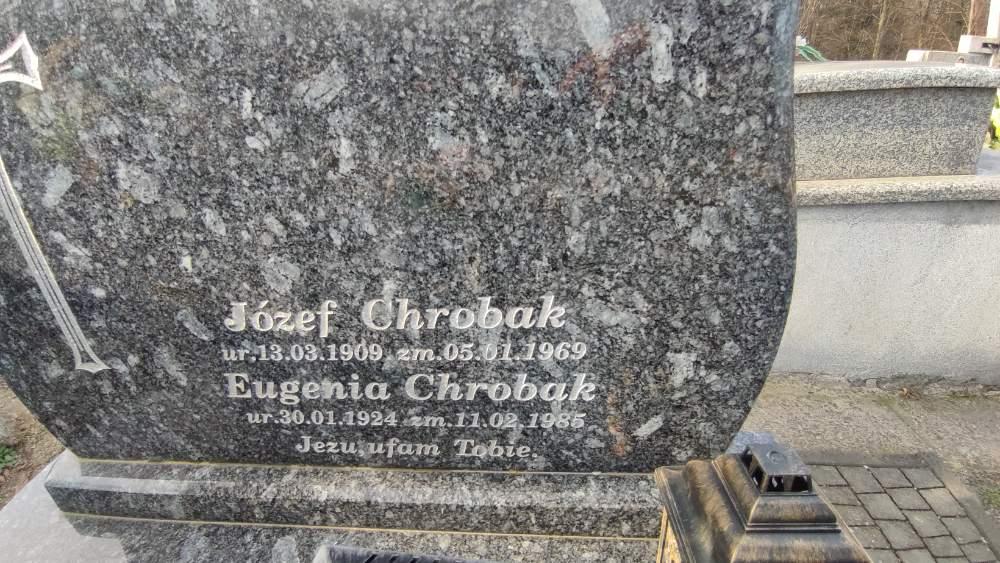 Józef Chrobak
ur.13.03.1909 zm.05.01.1969
Eugenia Chrobak
ur.30.01.1924 zm.11.02.1985
Jezu,ufam Tobie.